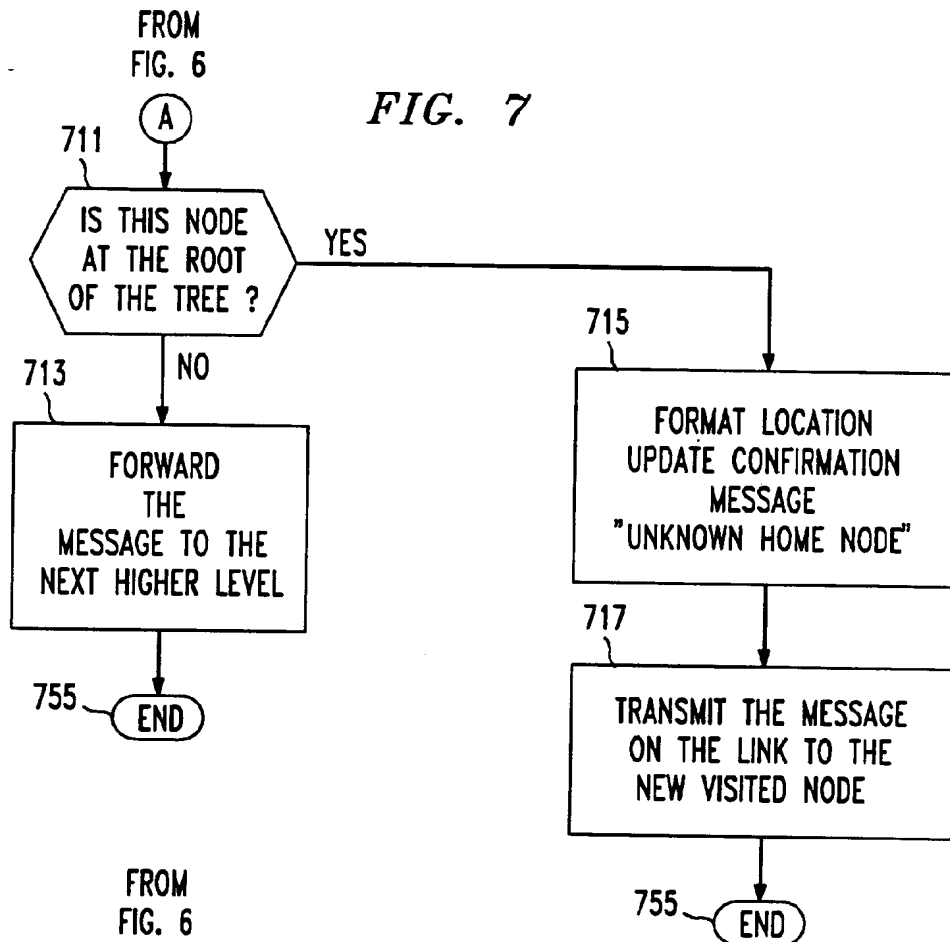 FROM
FIG. 6
A
FIG. 7
711
IS THIS NODE
AT THE ROOT
OF THE TREE ?
YES
NO
713
FORWARD
THE
MESSAGE TO THE
NEXT HIGHER LEVEL
755
END
715
FORMAT LOCATION
UPDATE CONFIRMATION
MESSAGE
"UNKNOWN HOME NODE"
717
TRANSMIT THE MESSAGE
ON THE LINK TO THE
NEW VISITED NODE
755
END
FROM
FIG. 6